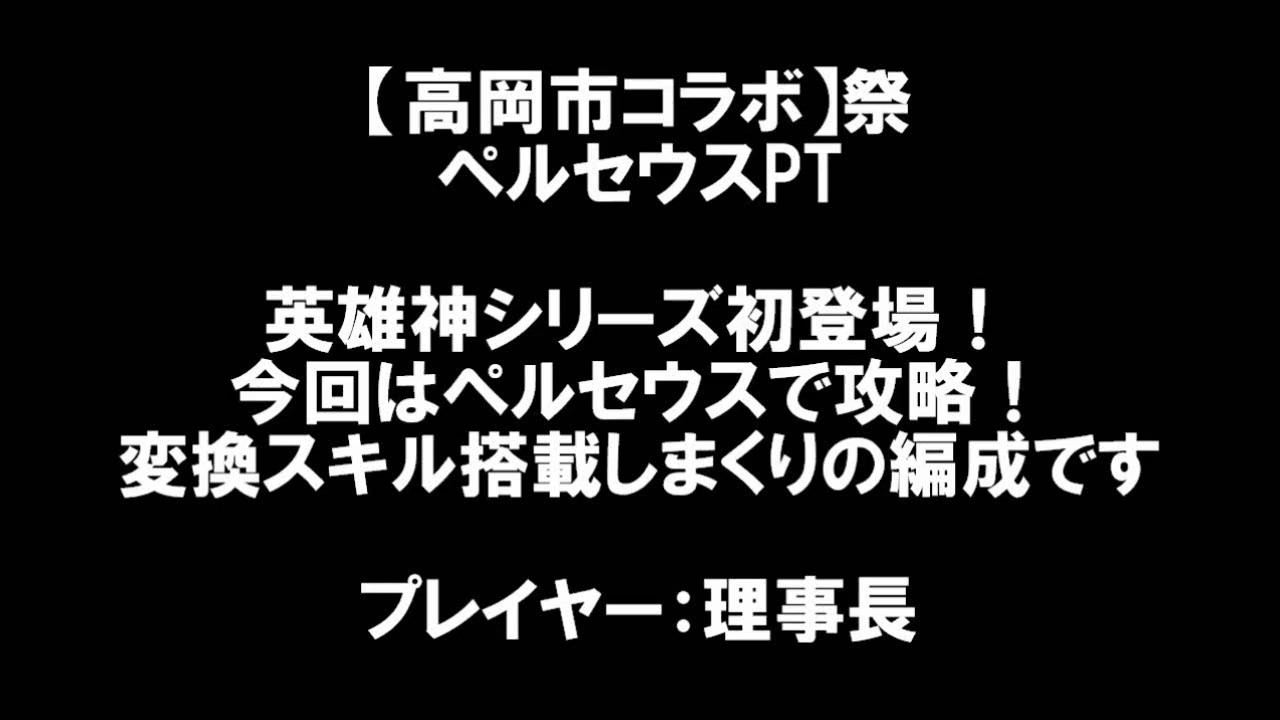 【高岡市コラボ】祭
ペルセウスPT
英雄神シリーズ初登場！
今回はペルセウスで攻略！
変換スキル搭載しまくりの編成です
プレイヤー：理事長